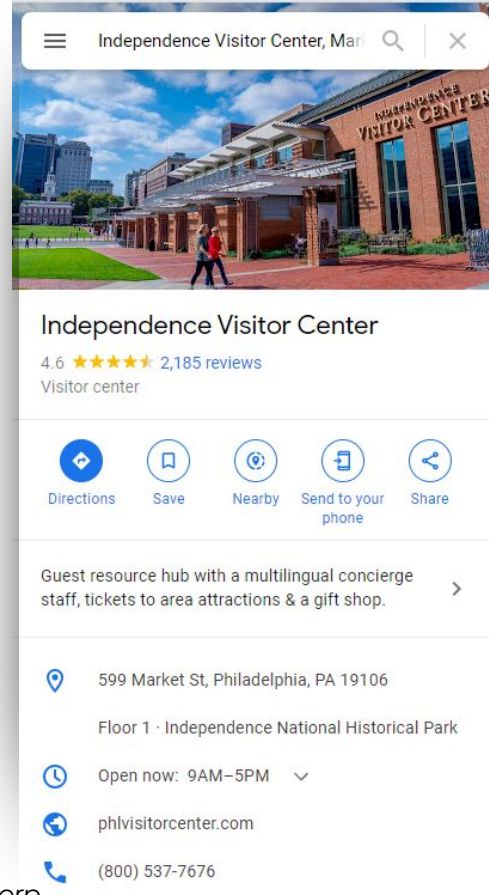 Independence Visitor Center, Mar
INDEPENDENCE
VISITOR CENTER
Independence Visitor Center
4.6 2,185 reviews
Visitor center
Directions Save Nearby Send to your phone Share
Guest resource hub with a multilingual concierge
staff, tickets to area attractions & a gift shop.
599 Market St, Philadelphia, PA 19106
Floor 1 · Independence National Historical Park
Open now: 9AM–5PM
phlvisitorcenter.com
(800) 537-7676